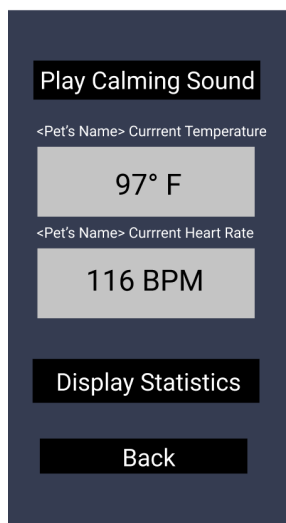 Play Calming Sound
<Pet's Name> Currrent Temperature
97° F
<Pet's Name> Currrent Heart Rate
116 BPM
Display Statistics
Back